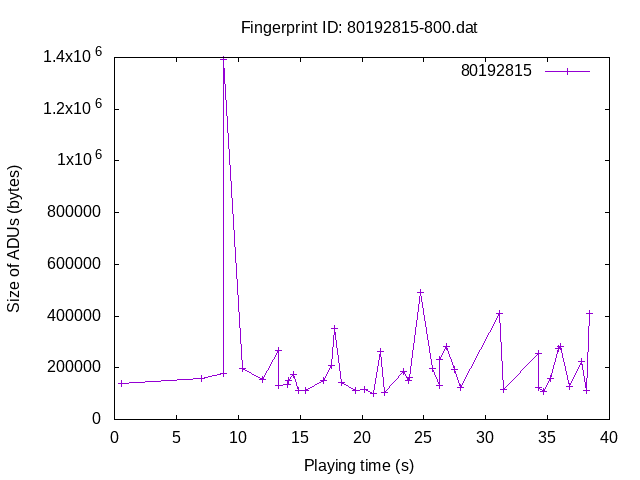 Fingerprint ID: 80192815-800.dat
80192815
1.4x10^6
1.2x10^6
1x10^6
800000
600000
400000
200000
0
Size of ADUs (bytes)
0 5 10 15 20 25 30 35 40
Playing time (s)